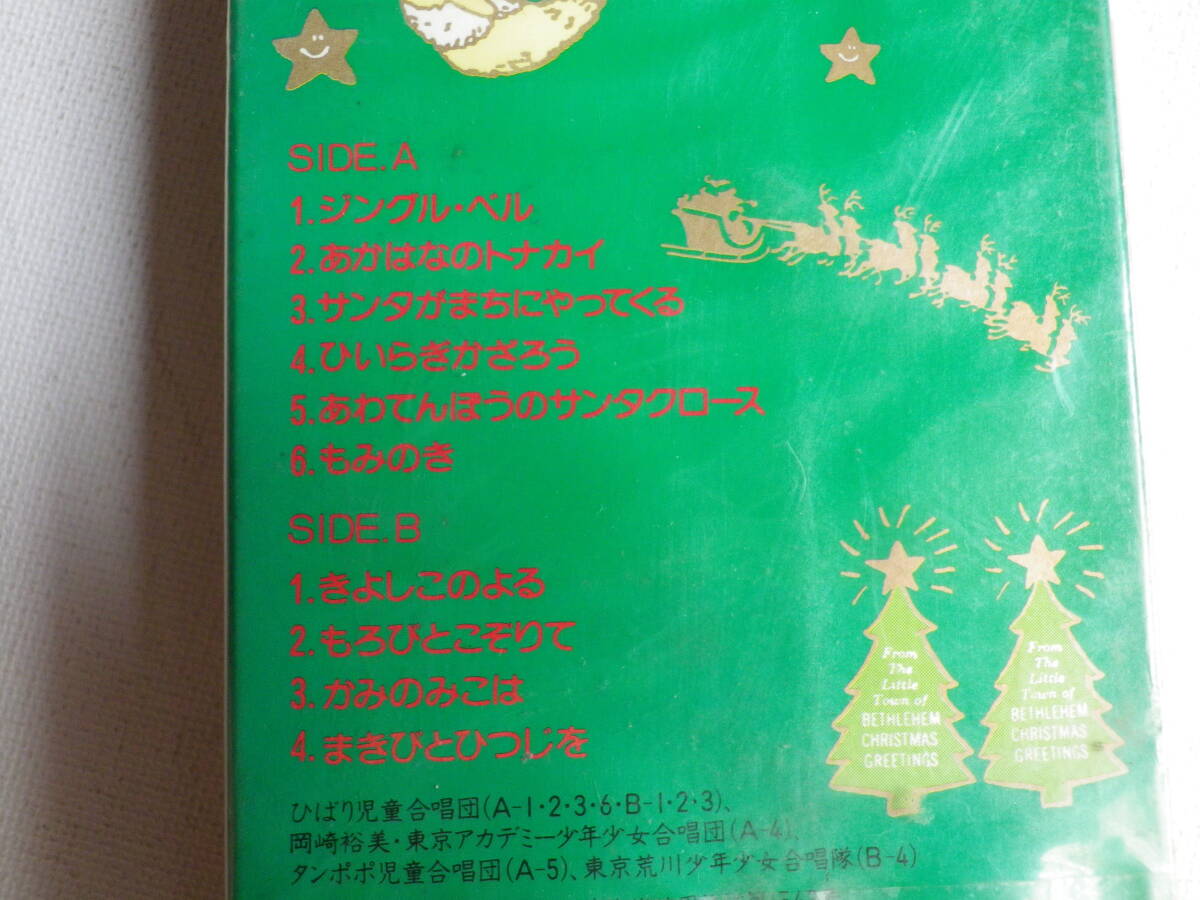 SIDE.A
1.ジングル・ベル
2.あかはなのトナカイ
3.サンタがまちにやってくる
4.ひいらぎかざろう
5.あわてんぼうのサンタクロース
6.もみのき
SIDE.B
1.きよしこのよる
2.もろびとこぞりて
3.かみのみこは
4.まきびとひつじを
From
The
Little
Town of
BETHLEHEM
CHRISTMAS
GREETINGS
From
The
Little
Town of
BETHLEHEM
CHRISTMAS
GREETINGS
ひばり児童合唱団(A-1・2・3・6・B-1・2・3)、
岡崎裕美・東京アカデミー少年少女合唱団(A-4)、
タンポポ児童合唱団(A-5)、東京荒川少年少女合唱隊(B-4)